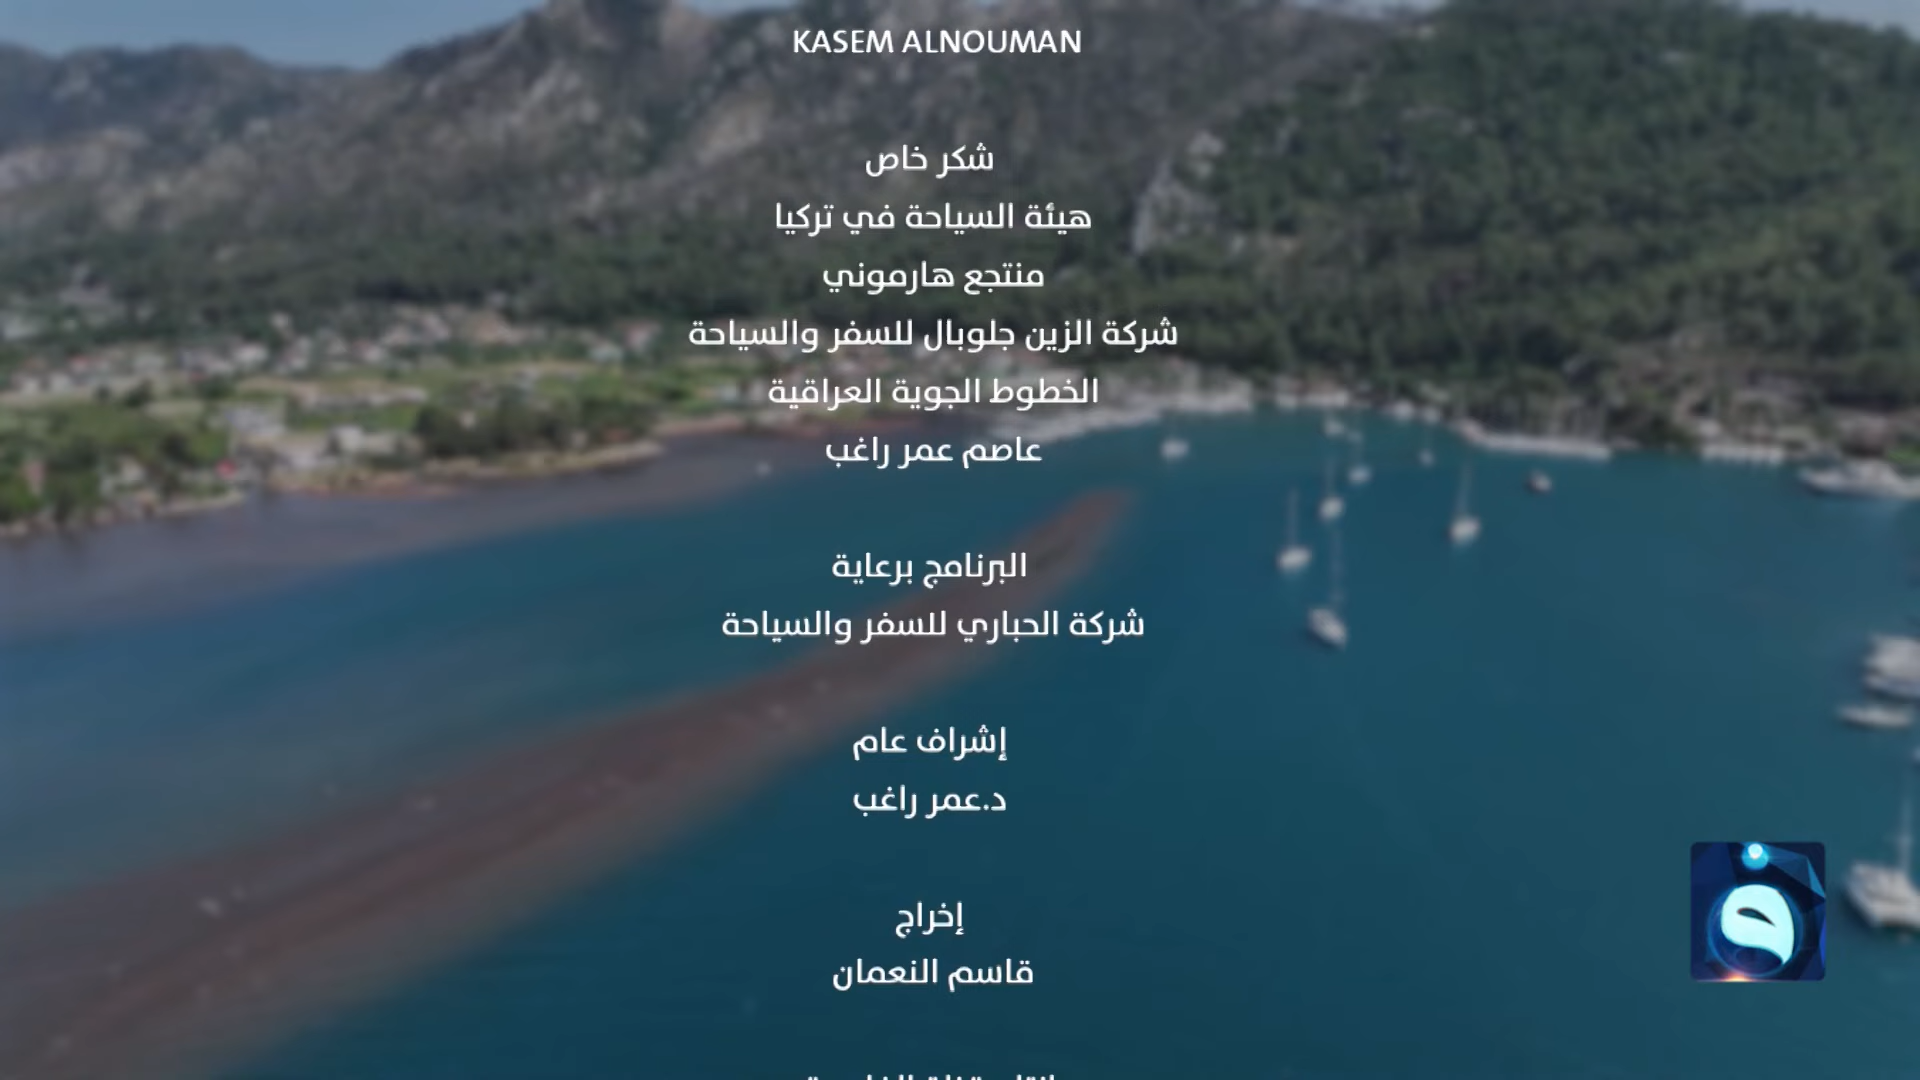 KASEM ALNOUMAN
شكر خاص
هيئة السياحة في تركيا
منتجع هارموني
شركة الزين جلوبال للسفر والسياحة
الخطوط الجوية العراقية
عاصم عمر راغب
البرنامج برعاية
شركة الحباري للسفر والسياحة
إشراف عام
د.عمر راغب
إخراج
قاسم النعمان